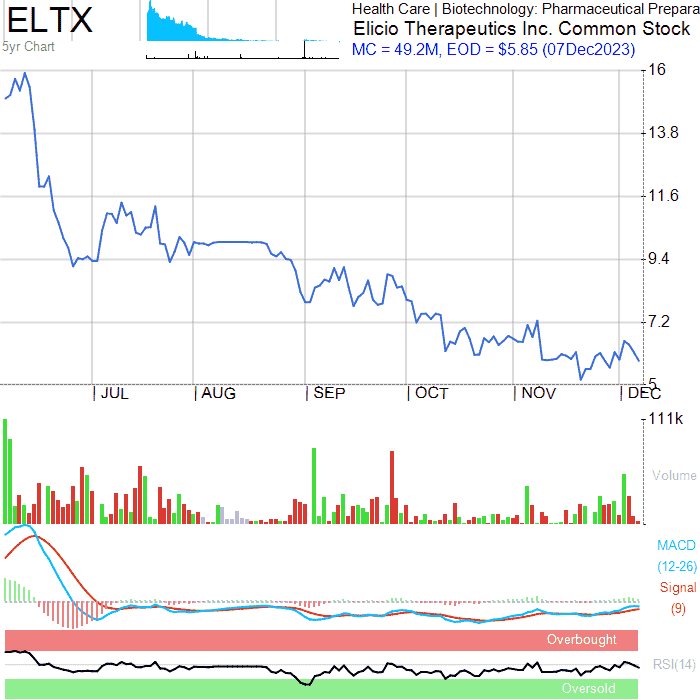 ELTX
5yr Chart
Health Care | Biotechnology: Pharmaceutical Prepara
Elicio Therapeutics Inc. Common Stock
MC = 49.2M, EOD = $5.85 (07Dec2023)
16
13.8
11.6
9.4
7.2
5
JUL AUG SEP OCT NOV DEC
111k
Volume
MACD
(12-26)
Signal
(9)
Overbought
RSI(14)
Oversold